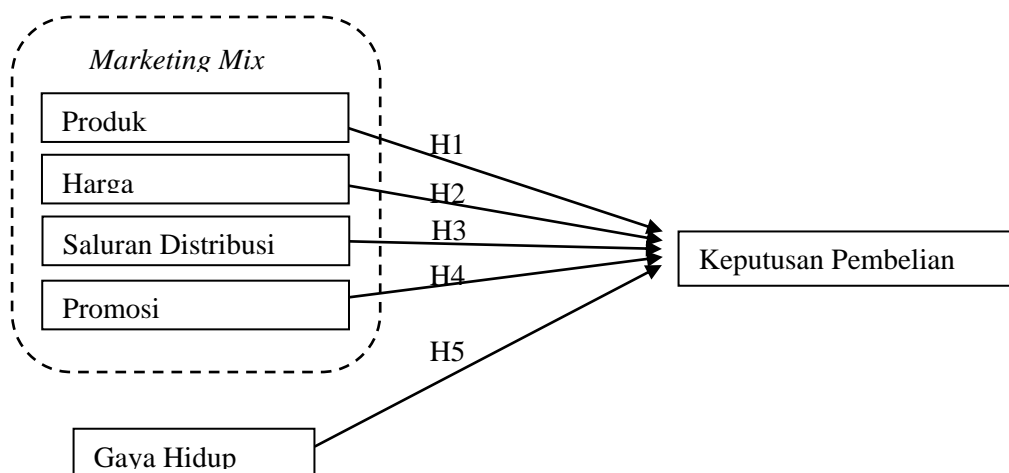 Marketing Mix
Produk
H1
Harga
H2
Saluran Distribusi
H3
Keputusan Pembelian
Promosi
H4
H5
Gaya Hidup